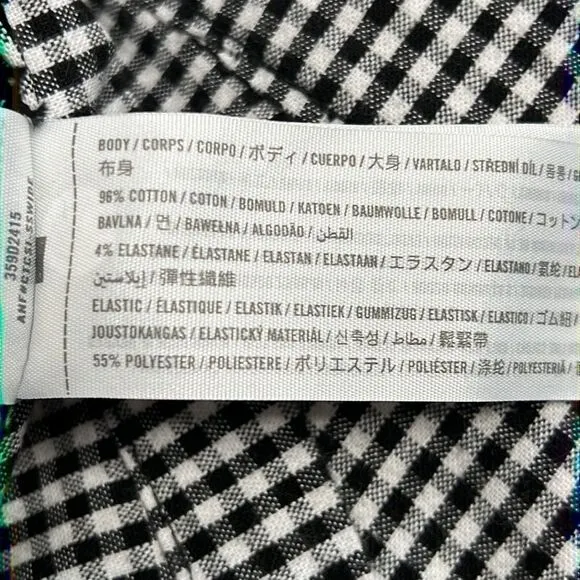 BODY / CORPS / CORPO / ボディ / CUERPO / 大身 / VARTALO / STŘEDNÍ DÍL / 몸통 /
布身
96% COTTON / COTON / BOMULD / KATOEN / BAUMWOLLE / BOMULL / COTONE / コットン
BAVLNA / 면 / BAWEŁNA / ALGODÃO / القطن
4% ELASTANE / ÉLASTANE / ELASTAN / ELASTAAN / エラスタン / ELASTANO / 氨纶 /
إيلاستين / 彈性纖維
ELASTIC / ÉLASTIQUE / ELASTIK / ELASTIEK / GUMMIZUG / ELASTISK / ELASTICO / ゴム紐 /
JOUSTOKANGAS / ELASTICKÝ MATERIÁL / 신축성 / مطاط / 鬆緊帶
55% POLYESTER / POLIESTERE / ポリエステル / POLIÉSTER / 涤纶 / POLYESTERIÄ /
359D2415